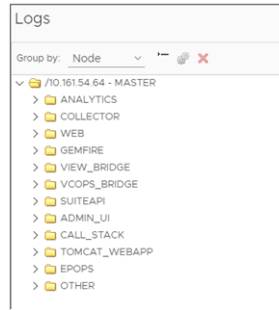 Logs
Group by: Node
/10.161.54.64 - MASTER
ANALYTICS
COLLECTOR
WEB
GEMFIRE
VIEW_BRIDGE
VCOPS_BRIDGE
SUITEAPI
ADMIN_UI
CALL_STACK
TOMCAT_WEBAPP
EPOPS
OTHER